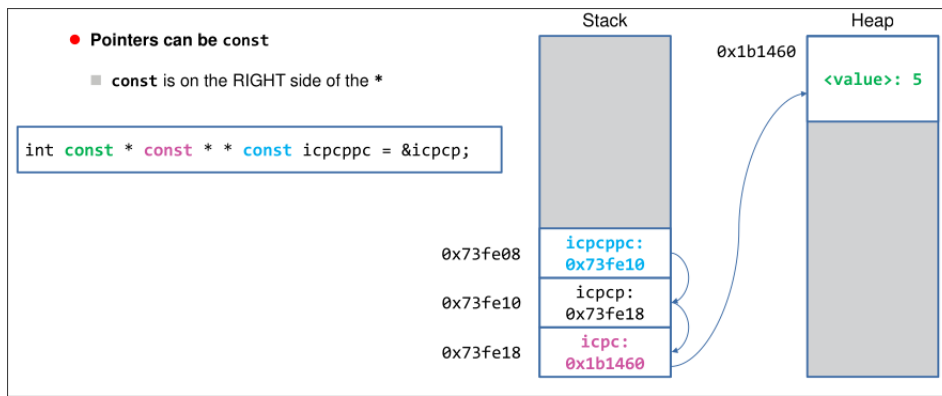 Stack
Heap
Pointers can be const
0x1b1460
const is on the RIGHT side of the *
<value>: 5
int const * const * * const icpcppc = &icpcp;
0x73fe08
icpcppc:
0x73fe10
0x73fe10
icpcp:
0x73fe18
0x73fe18
icpc:
0x1b1460